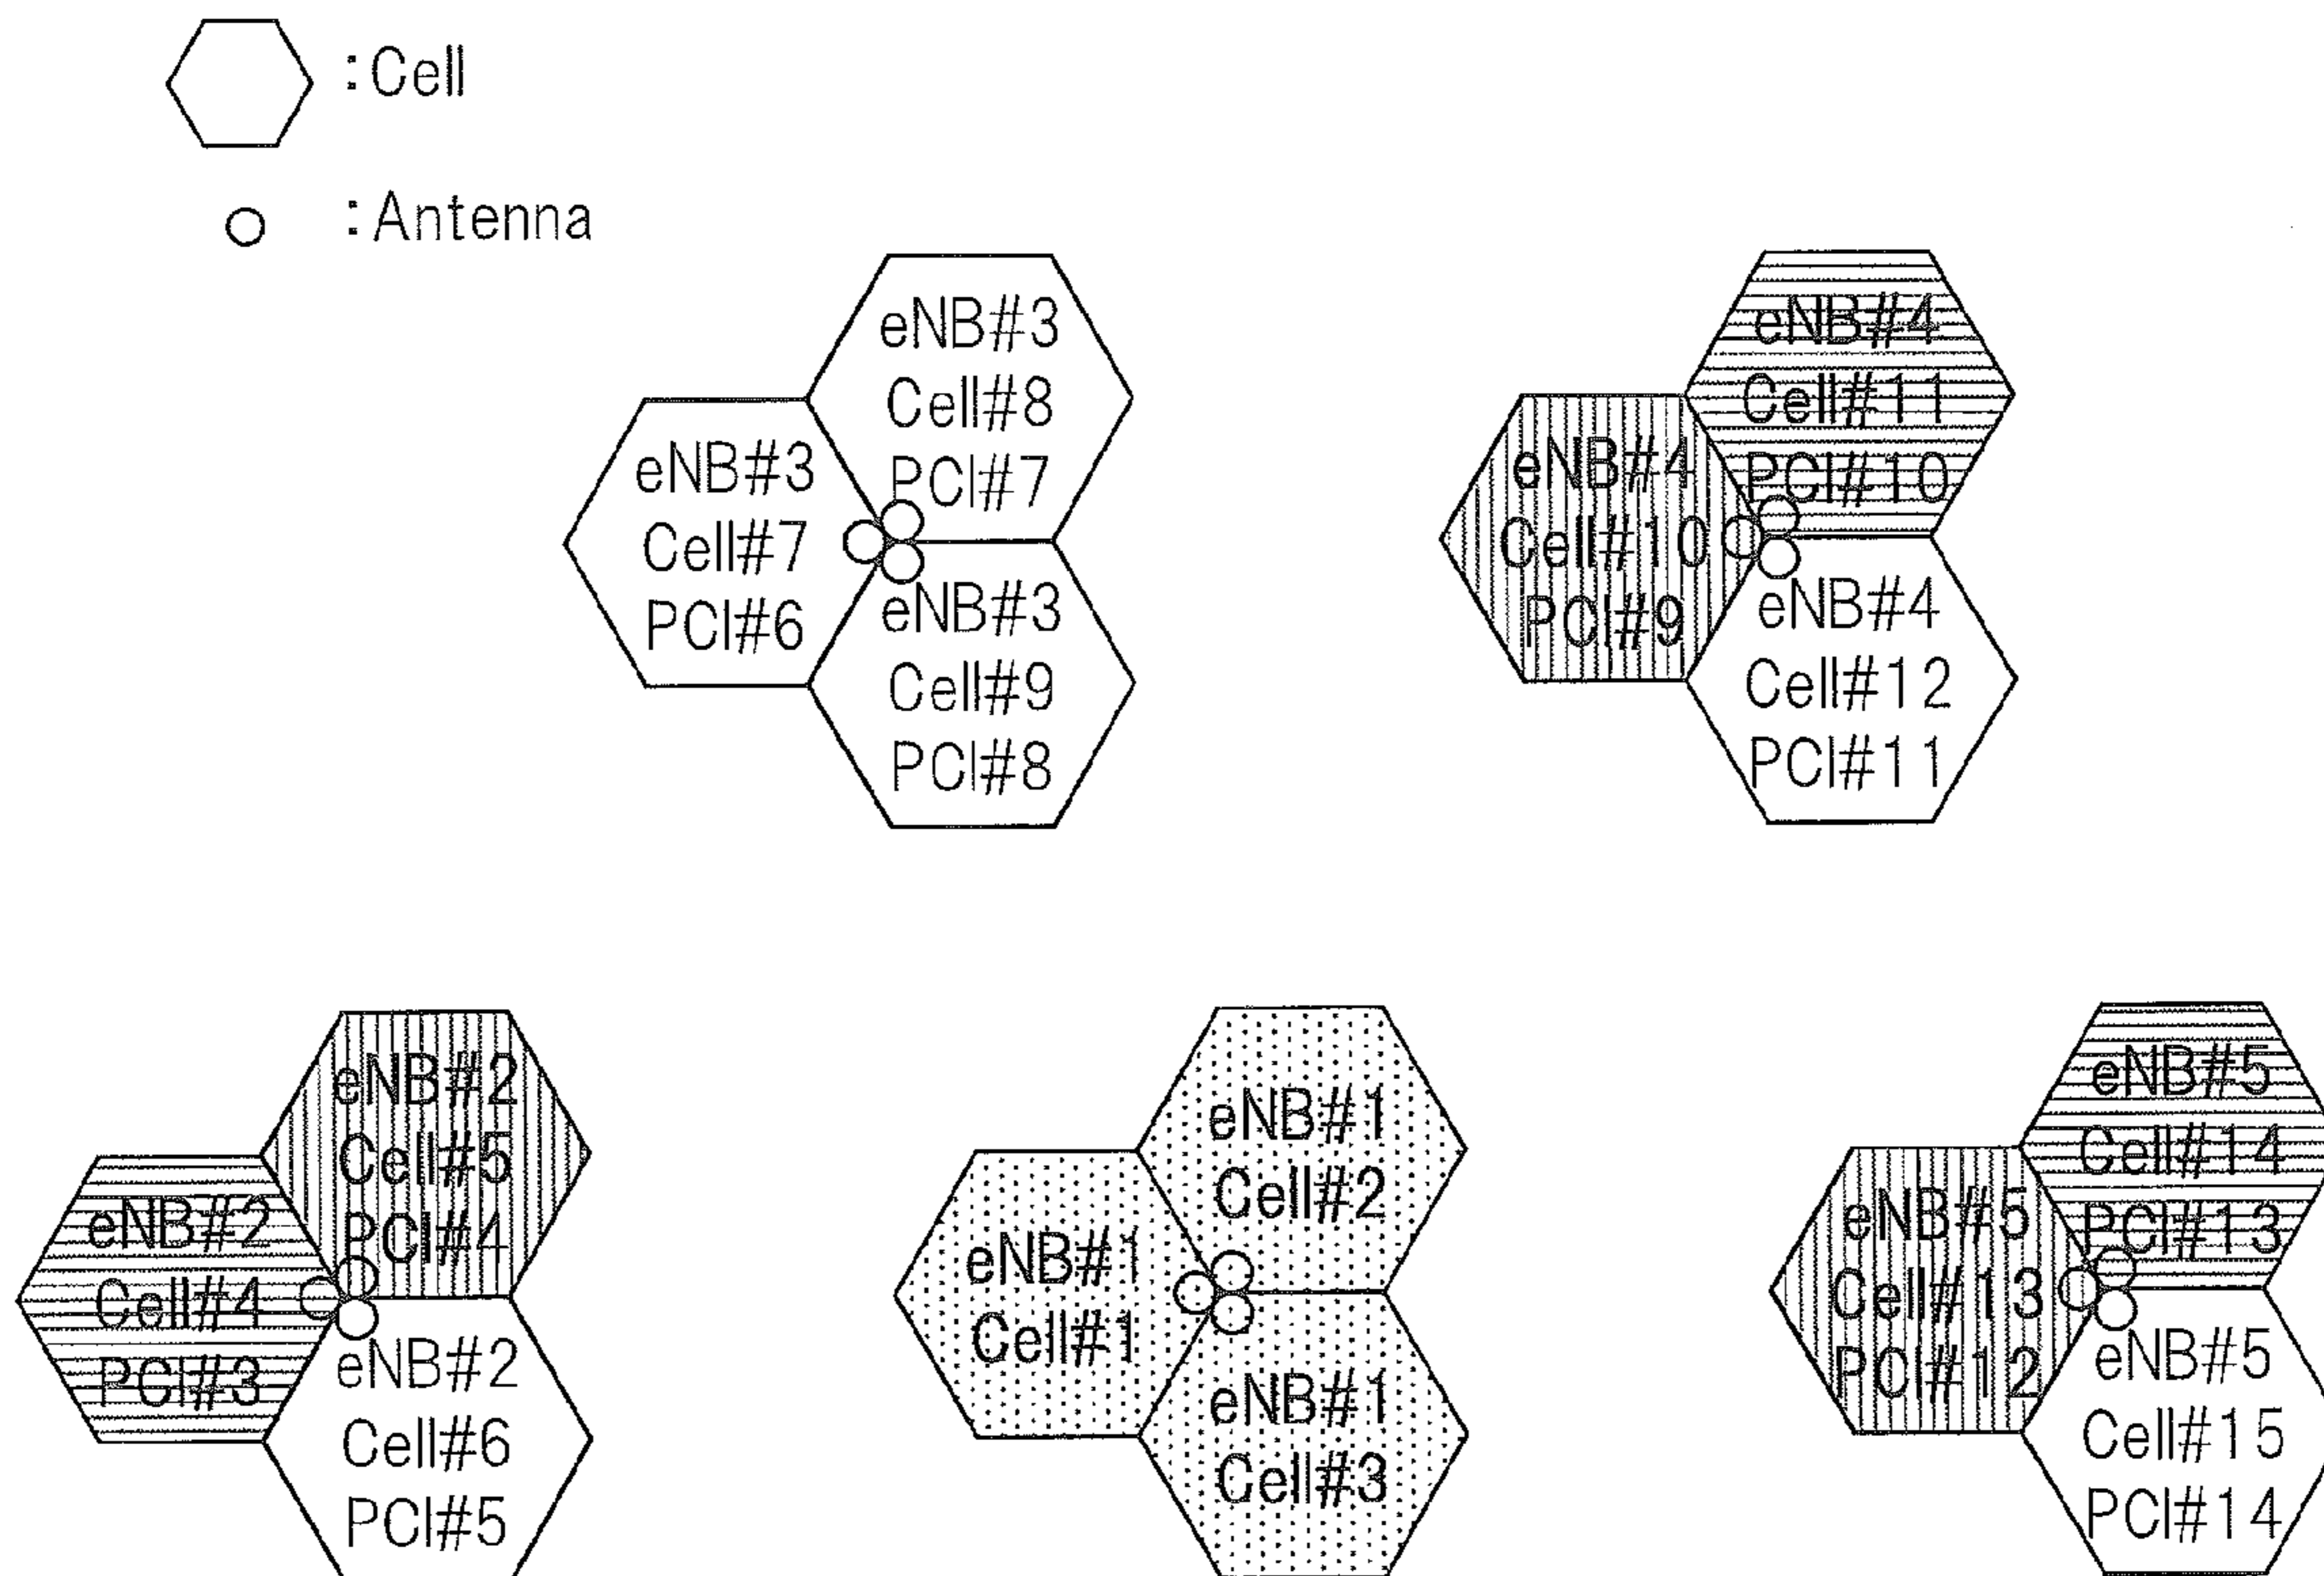 :Cell
:Antenna
eNB#3
Cell#8
PCI#7
eNB#3
Cell#7
PCI#6
eNB#3
Cell#9
PCI#8
eNB#4
Cell#11
PCI#10
eNB#4
Cell#10
PCI#9
eNB#4
Cell#12
PCI#11
eNB#2
Cell#5
PCI#4
eNB#2
Cell#4
PCI#3
eNB#2
Cell#6
PCI#5
eNB#1
Cell#2
eNB#1
Cell#1
eNB#1
Cell#3
eNB#5
Cell#14
PCI#13
eNB#5
Cell#13
PCI#12
eNB#5
Cell#15
PCI#14